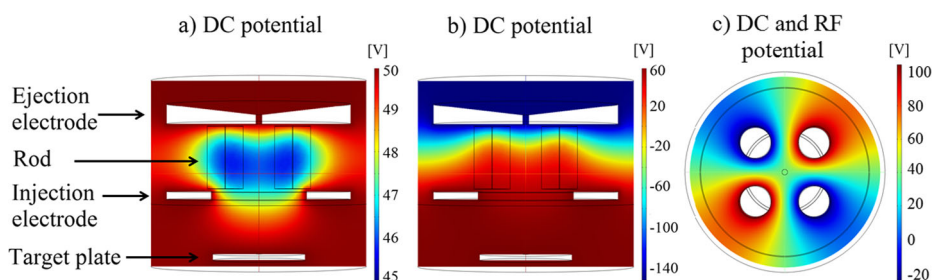 a) DC potential
b) DC potential
c) DC and RF
potential
[V]
[V]
[V]
Ejection
electrode
Rod
Injection
electrode
Target plate
50
49
48
47
46
45
60
20
-20
-60
-100
-140
100
80
60
40
20
0
-20